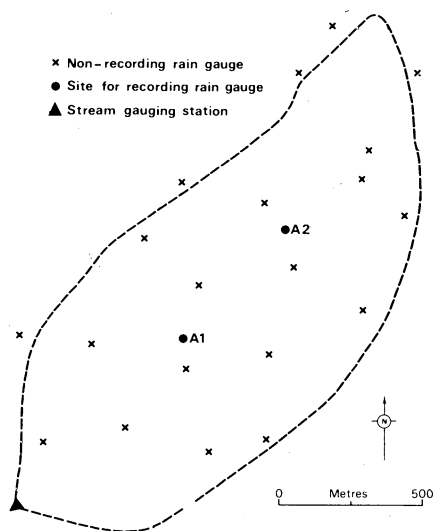 Non-recording rain gauge
Site for recording rain gauge
Stream gauging station
A2
A1
N
0 Metres 500